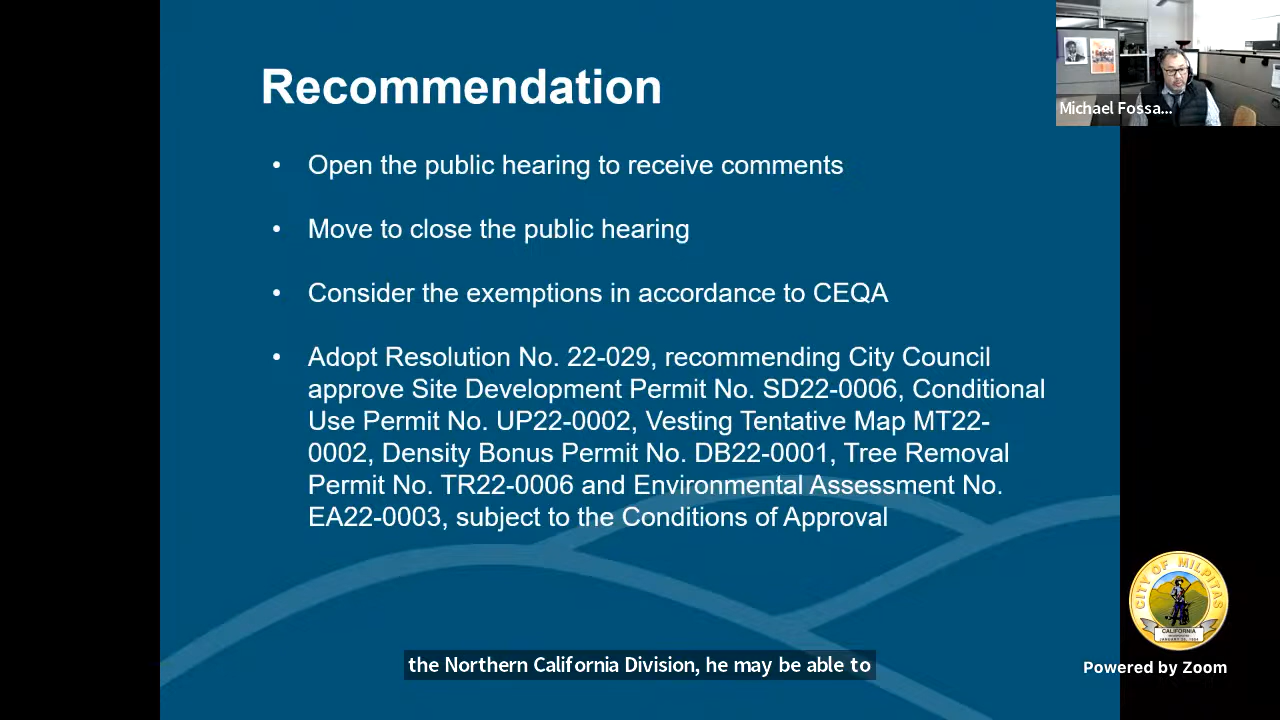 Recommendation
Michael Fossa...
• Open the public hearing to receive comments
• Move to close the public hearing
• Consider the exemptions in accordance to CEQA
• Adopt Resolution No. 22-029, recommending City Council
approve Site Development Permit No. SD22-0006, Conditional
Use Permit No. UP22-0002, Vesting Tentative Map MT22-
0002, Density Bonus Permit No. DB22-0001, Tree Removal
Permit No. TR22-0006 and Environmental Assessment No.
EA22-0003, subject to the Conditions of Approval
CITY OF MILPITAS
CALIFORNIA
the Northern California Division, he may be able to
Powered by Zoom